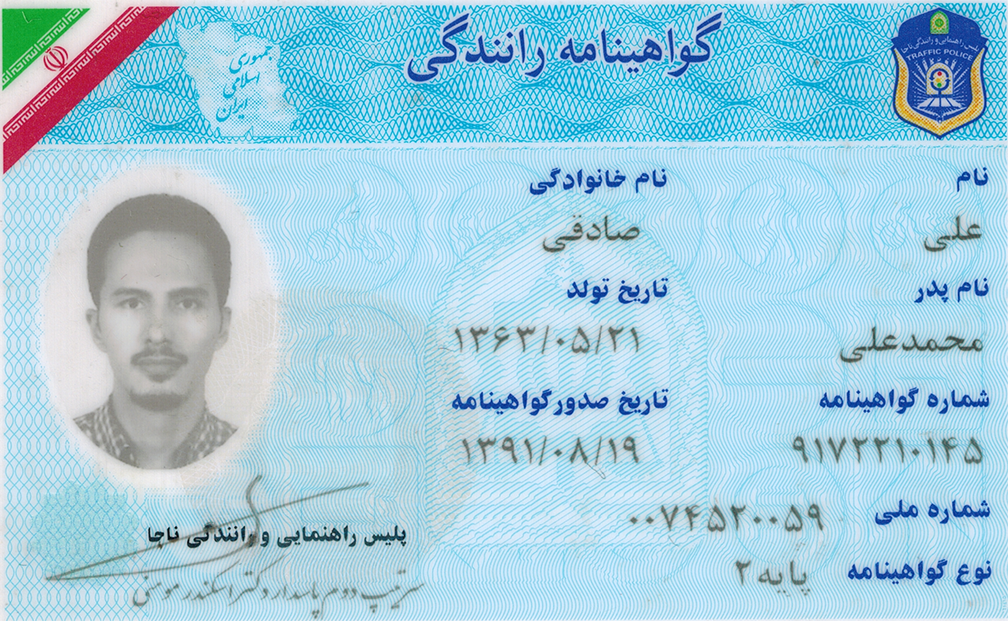 گواهینامه رانندگی
جمهوری
اسلامی
ایران
پلیس راهنمایی و رانندگی ناجا
TRAFFIC POLICE
نام
علی
نام خانوادگی
صادقی
نام پدر
محمدعلی
تاریخ تولد
۱۳۶۳/۰۵/۲۱
شماره گواهینامه
۹۱۷۲۲۱۰۱۴۵
تاریخ صدور گواهینامه
۱۳۹۱/۰۸/۱۹
شماره ملی
۰۰۷۴۵۲۰۰۵۹
نوع گواهینامه
پایه ۲
پلیس راهنمایی و رانندگی ناجا
سرتیپ دوم پاسدار دکتر اسکندر مومنی